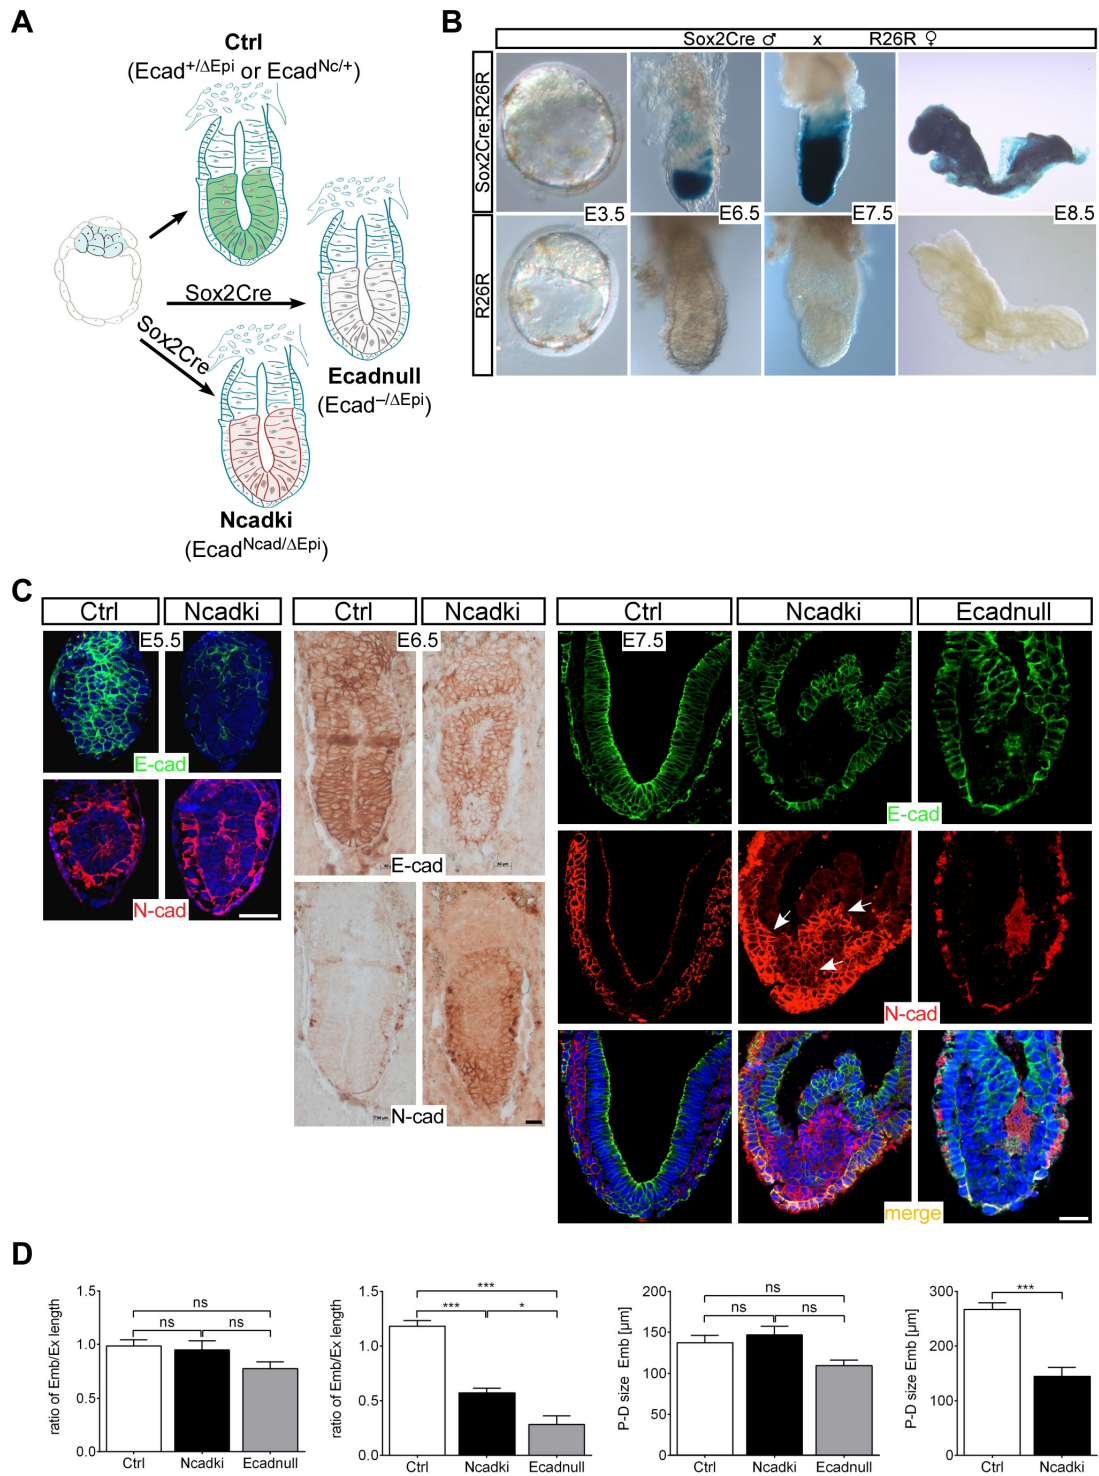 A
Ctrl
(Ecad+/ΔEpi or EcadNc/+)
Sox2Cre
Sox2Cre
Ecadnull
(Ecad–/ΔEpi)
Ncadki
(EcadNcad/ΔEpi)
B
Sox2Cre ♂ x R26R ♀
Sox2Cre;R26R
R26R
E3.5 E6.5 E7.5 E8.5
C
Ctrl Ncadki
E5.5
E-cad
N-cad
Ctrl Ncadki
E6.5
E-cad
N-cad
Ctrl Ncadki Ecadnull
E7.5
E-cad
N-cad
merge
D
ratio of Emb/Ex length
1.5
1.0
0.5
0.0
ns
ns ns
Ctrl Ncadki Ecadnull
ratio of Emb/Ex length
1.5
1.0
0.5
0.0
***
*** *
Ctrl Ncadki Ecadnull
P-D size Emb [µm]
200
150
100
50
0
ns
ns ns
Ctrl Ncadki Ecadnull
P-D size Emb [µm]
300
200
100
0
***
Ctrl Ncadki